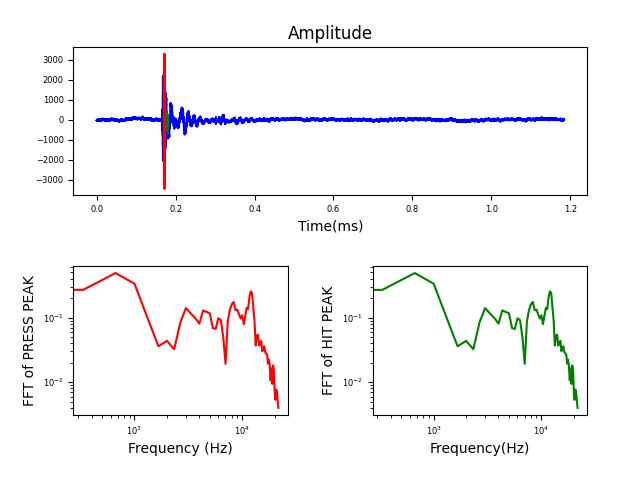 Amplitude
3000
2000
1000
0
−1000
−2000
−3000
0.0 0.2 0.4 0.6 0.8 1.0 1.2
Time(ms)
FFT of PRESS PEAK
10⁻¹
10⁻²
10³ 10⁴
Frequency (Hz)
FFT of HIT PEAK
10⁻¹
10⁻²
10³ 10⁴
Frequency(Hz)